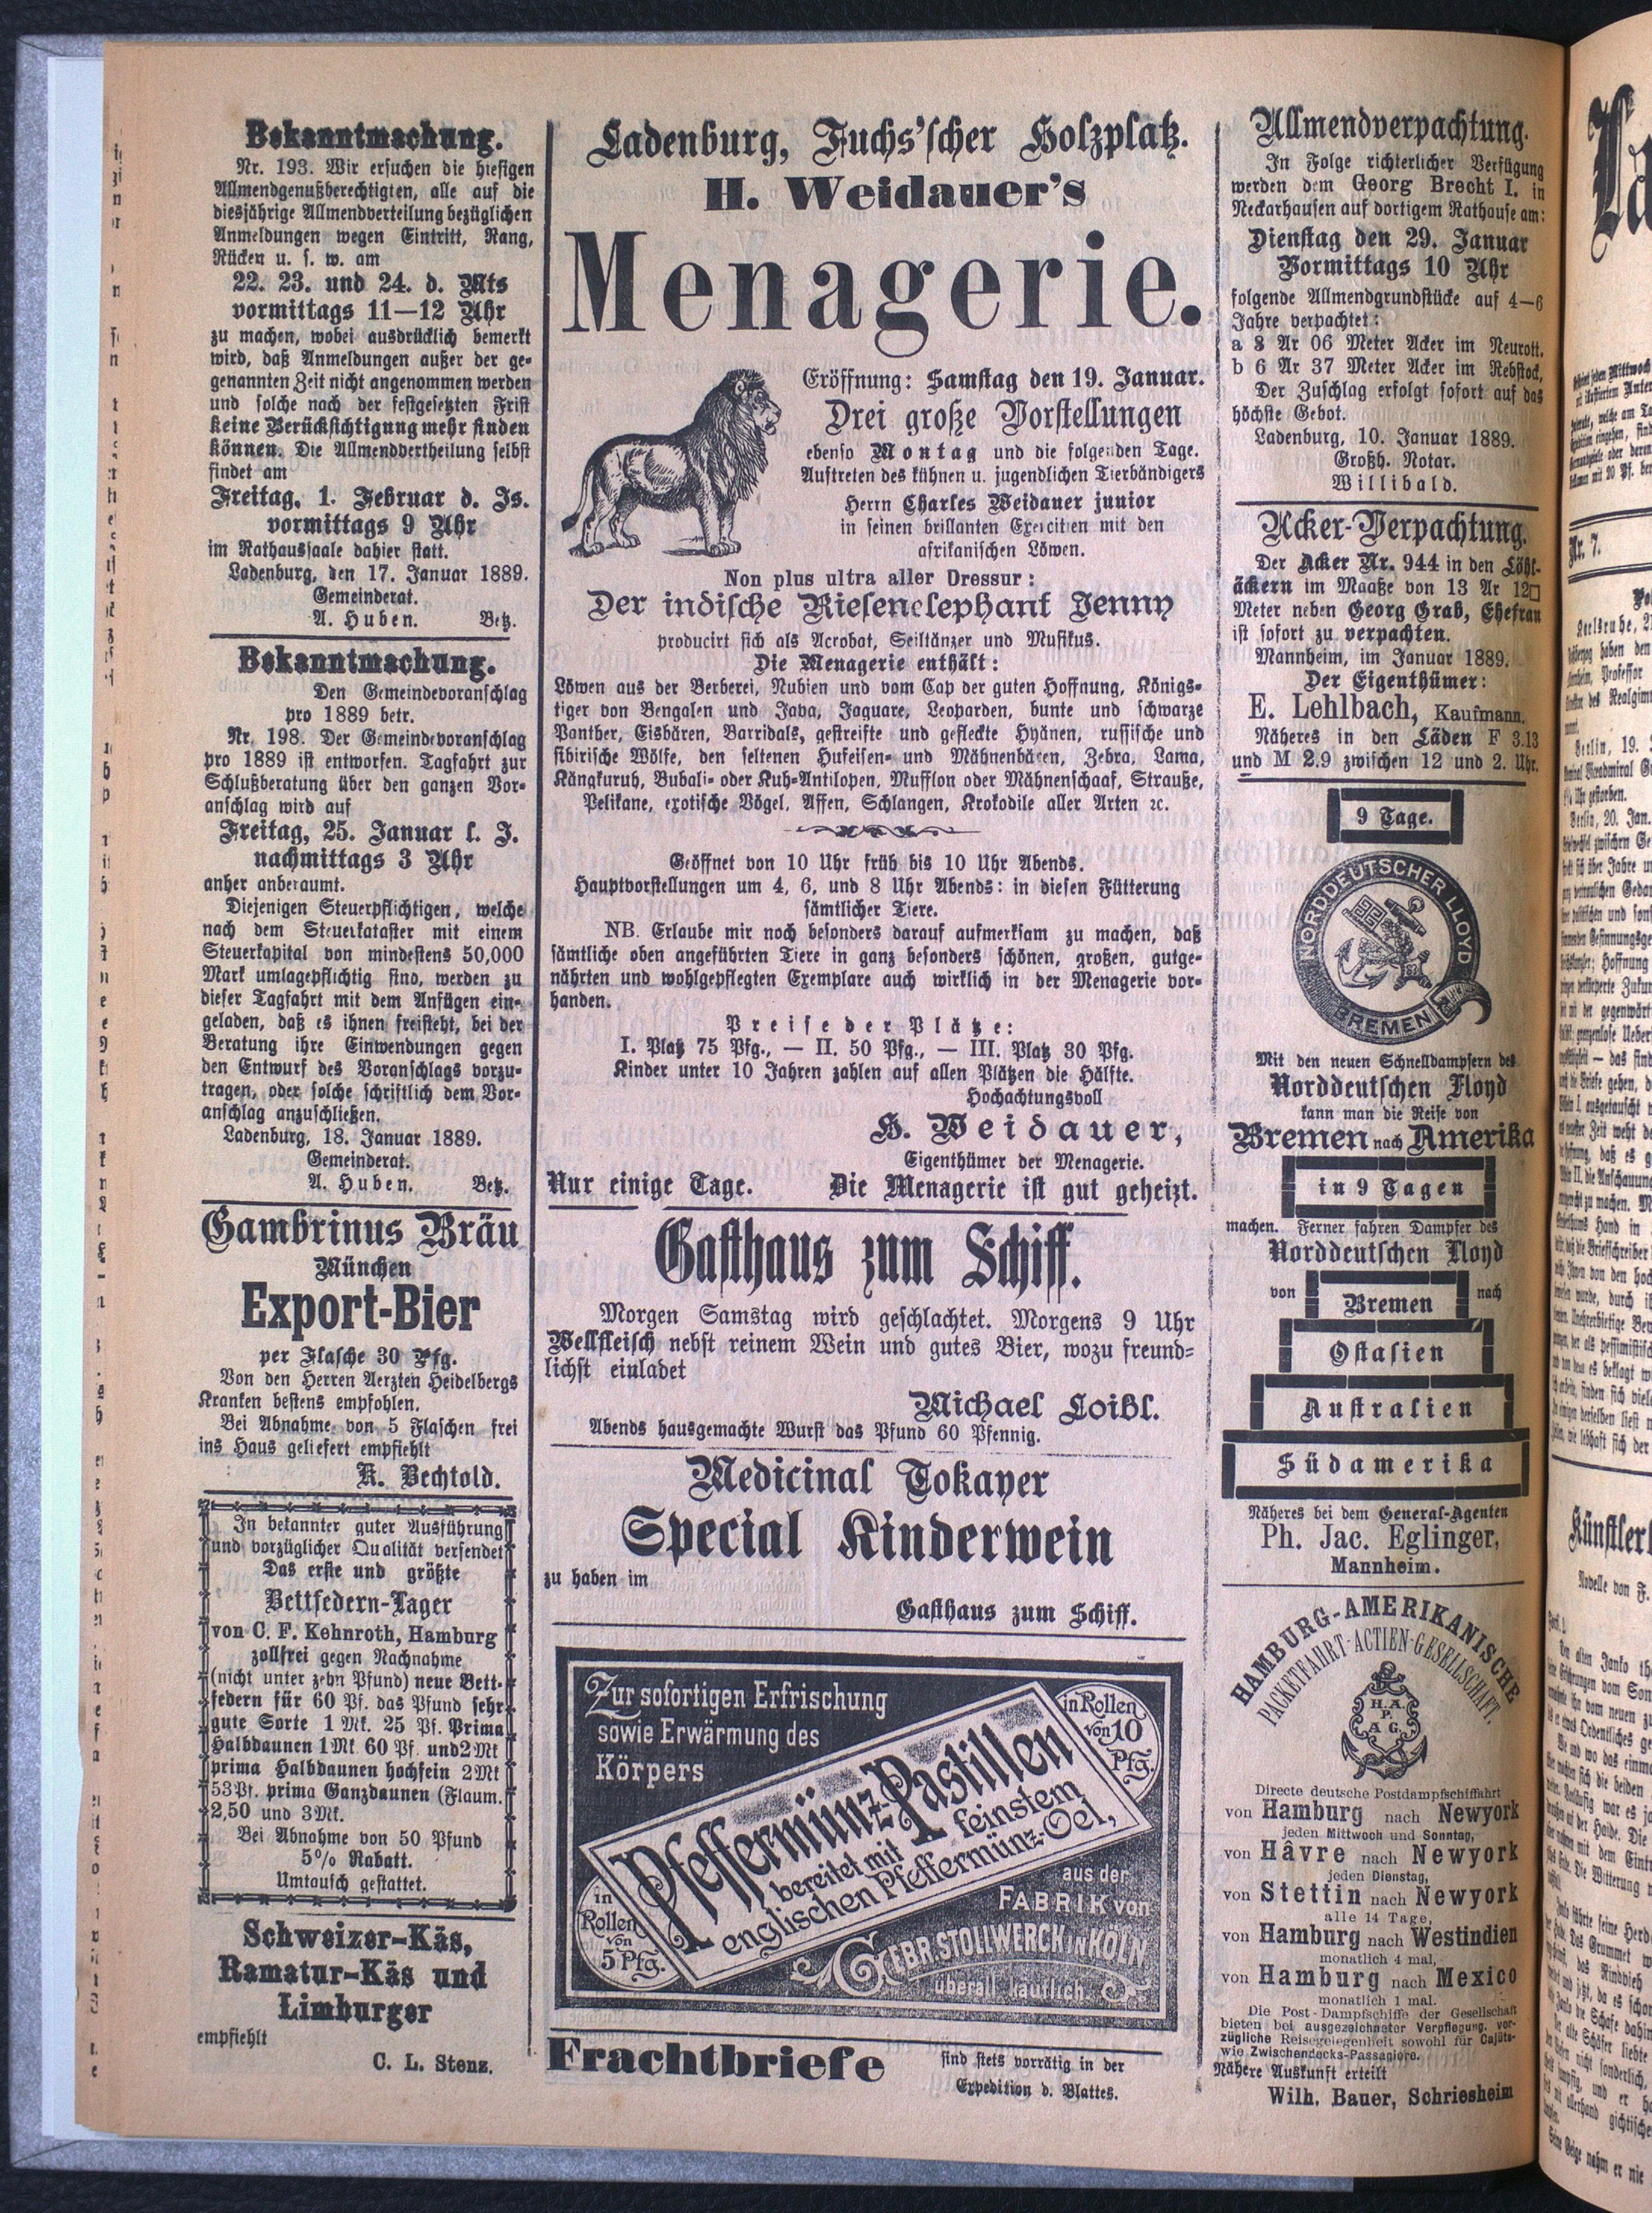 Bekanntmachung.
Nr. 193. Wir ersuchen die hiesigen
Allmendgenußberechtigten, alle auf die
diesjährige Allmendverteilung bezüglichen
Anmeldungen wegen Eintritt, Rang,
Rücken u. s. w. am
22. 23. und 24. d. Mts
vormittags 11—12 Uhr
zu machen, wobei ausdrücklich bemerkt
wird, daß Anmeldungen außer der ge-
genannten Zeit nicht angenommen werden
und solche nach der festgesetzten Frist
keine Berücksichtigung mehr finden
können. Die Allmendvertheilung selbst
findet am
Freitag, 1. Februar d. Js.
vormittags 9 Uhr
im Rathaussaale dahier statt.
Ladenburg, den 17. Januar 1889.
Gemeinderat.
A. Huben. Betz.
Bekanntmachung.
Den Gemeindevoranschlag
pro 1889 betr.
Nr. 198. Der Gemeindevoranschlag
pro 1889 ist entworfen. Tagfahrt zur
Schlußberatung über den ganzen Vor-
anschlag wird auf
Freitag, 25. Januar l. J.
nachmittags 3 Uhr
anher anberaumt.
Diejenigen Steuerpflichtigen, welche
nach dem Steuerkataster mit einem
Steuerkapital von mindestens 50,000
Mark umlagepflichtig sind, werden zu
dieser Tagfahrt mit dem Anfügen ein-
geladen, daß es ihnen freisteht, bei der
Beratung ihre Einwendungen gegen
den Entwurf des Voranschlags vorzu-
tragen, oder solche schriftlich dem Vor-
anschlag anzuschließen.
Ladenburg, 18. Januar 1889.
Gemeinderat.
A. Huben. Betz.
Gambrinus Bräu
München
Export-Bier
per Flasche 30 Pfg.
Von den Herren Aerzten Heidelbergs
Kranken bestens empfohlen.
Bei Abnahme von 5 Flaschen frei
ins Haus geliefert empfiehlt
K. Bechtold.
In bekannter guter Ausführung
und vorzüglicher Qualität versendet
Das erste und größte
Bettfedern-Lager
von C. F. Kehnroth, Hamburg
zollfrei gegen Nachnahme
(nicht unter zehn Pfund) neue Bett-
federn für 60 Pf. das Pfund sehr
gute Sorte 1 Mk. 25 Pf. Prima
Halbdaunen 1 Mk 60 Pf. und 2 Mk
prima Halbdaunen hochfein 2 Mk
53 Pf. prima Ganzdaunen (Flaum.
2,50 und 3 Mk.
Bei Abnahme von 50 Pfund
5% Rabatt.
Umtausch gestattet.
Schweizer-Käs,
Ramatur-Käs und
Limburger
empfiehlt
C. L. Stenz.
Ladenburg, Fuchs'scher Holzplatz.
H. Weidauer's
Menagerie.
Eröffnung: Samstag den 19. Januar.
Drei große Vorstellungen
ebenso Montag und die folgenden Tage.
Auftreten des kühnen u. jugendlichen Tierbändigers
Herrn Charles Weidauer junior
in seinen brillanten Exercitien mit den
afrikanischen Löwen.
Non plus ultra aller Dressur:
Der indische Riesenelephant Jenny
producirt sich als Acrobat, Seiltänzer und Musikus.
Die Menagerie enthält:
Löwen aus der Berberei, Nubien und vom Cap der guten Hoffnung, Königs-
tiger von Bengalen und Java, Jaguare, Leoparden, bunte und schwarze
Panther, Eisbären, Barridals, gestreifte und gefleckte Hyänen, russische und
sibirische Wölfe, den seltenen Hufeisen- und Mähnenbären, Zebra, Lama,
Kängkuruh, Bubali- oder Kuh-Antilopen, Mufflon oder Mähnenschaaf, Strauße,
Pelikane, exotische Vögel, Affen, Schlangen, Krokodile aller Arten ꝛc.
Geöffnet von 10 Uhr früh bis 10 Uhr Abends.
Hauptvorstellungen um 4, 6, und 8 Uhr Abends: in diesen Fütterung
sämtlicher Tiere.
NB. Erlaube mir noch besonders darauf aufmerksam zu machen, daß
sämtliche oben angeführten Tiere in ganz besonders schönen, großen, gutge-
nährten und wohlgepflegten Exemplare auch wirklich in der Menagerie vor-
handen.
Preise der Plätze:
I. Platz 75 Pfg., — II. 50 Pfg., — III. Platz 30 Pfg.
Kinder unter 10 Jahren zahlen auf allen Plätzen die Hälfte.
Hochachtungsvoll
H. Weidauer,
Eigenthümer der Menagerie.
Nur einige Tage. Die Menagerie ist gut geheizt.
Gasthaus zum Schiff.
Morgen Samstag wird geschlachtet. Morgens 9 Uhr
Wellfleisch nebst reinem Wein und gutes Bier, wozu freund-
lichst einladet
Michael Loibl.
Abends hausgemachte Wurst das Pfund 60 Pfennig.
Medicinal Tokayer
Special Kinderwein
zu haben im
Gasthaus zum Schiff.
Zur sofortigen Erfrischung
sowie Erwärmung des
Körpers
in Rollen
von 10
Pfg.
Pfeffermünz-Pastillen
bereitet mit feinstem
englischen Pfeffermünz-Oel,
in
Rollen
von
5 Pfg.
aus der
FABRIK von
GEBR. STOLLWERCK in KÖLN
überall käuflich.
Frachtbriefe sind stets vorrätig in der
Expedition d. Blattes.
Allmendverpachtung.
In Folge richterlicher Verfügung
werden dem Georg Brecht I. in
Neckarhausen auf dortigem Rathause am:
Dienstag den 29. Januar
Vormittags 10 Uhr
folgende Allmendgrundstücke auf 4—6
Jahre verpachtet:
a 8 Ar 06 Meter Acker im Neurott.
b 6 Ar 37 Meter Acker im Rebstock,
Der Zuschlag erfolgt sofort auf das
höchste Gebot.
Ladenburg, 10. Januar 1889.
Großh. Notar.
Willibald.
Acker-Verpachtung.
Der Acker Nr. 944 in den Löhl-
äckern im Maaße von 13 Ar 12□
Meter neben Georg Grab, Ehefrau
ist sofort zu verpachten.
Mannheim, im Januar 1889.
Der Eigenthümer:
E. Lehlbach, Kaufmann.
Näheres in den Läden F 3.13
und M 2.9 zwischen 12 und 2. Uhr.
9 Tage.
NORDDEUTSCHER LLOYD
BREMEN
Mit den neuen Schnelldampfern des
Norddeutschen Lloyd
kann man die Reise von
Bremen nach Amerika
in 9 Tagen
machen. Ferner fahren Dampfer des
Norddeutschen Lloyd
von Bremen nach
Ostasien
Australien
Südamerika
Näheres bei dem General-Agenten
Ph. Jac. Eglinger,
Mannheim.
HAMBURG-AMERIKANISCHE
PACKETFAHRT-ACTIEN-GESELLSCHAFT.
H. A.
P.
A. G.
Directe deutsche Postdampfschiffahrt
von Hamburg nach Newyork
jeden Mittwoch und Sonntag,
von Hâvre nach Newyork
jeden Dienstag,
von Stettin nach Newyork
alle 14 Tage,
von Hamburg nach Westindien
monatlich 4 mal,
von Hamburg nach Mexico
monatlich 1 mal.
Die Post-Dampfschiffe der Gesellschaft
bieten bei ausgezeichneter Verpflegung, vor-
zügliche Reisegelegenheit sowohl für Cajüts-
wie Zwischendecks-Passagiere.
Nähere Auskunft erteilt
Wilh. Bauer, Schriesheim
Nr. 7.